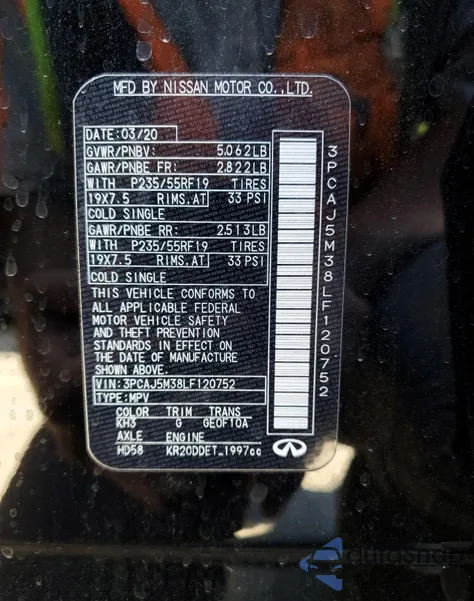 MFD BY NISSAN MOTOR CO.,LTD.
DATE: 03/20
GVWR/PNBV: 5.062LB
GAWR/PNBE FR: 2.822LB
WITH P235/55RF19 TIRES
19X7.5 RIMS.AT 33 PSI
COLD SINGLE
GAWR/PNBE RR: 2.513LB
WITH P235/55RF19 TIRES
19X7.5 RIMS.AT 33 PSI
COLD SINGLE
THIS VEHICLE CONFORMS TO
ALL APPLICABLE FEDERAL
MOTOR VEHICLE SAFETY
AND THEFT PREVENTION
STANDARDS IN EFFECT ON
THE DATE OF MANUFACTURE
SHOWN ABOVE.
VIN: 3PCAJ5M38LF120752
TYPE: MPV
COLOR TRIM TRANS
KH3 G GE0F10A
AXLE ENGINE
HD58 KR20DDET_1997cc
3PCAJ5M38LF120752
autoshop